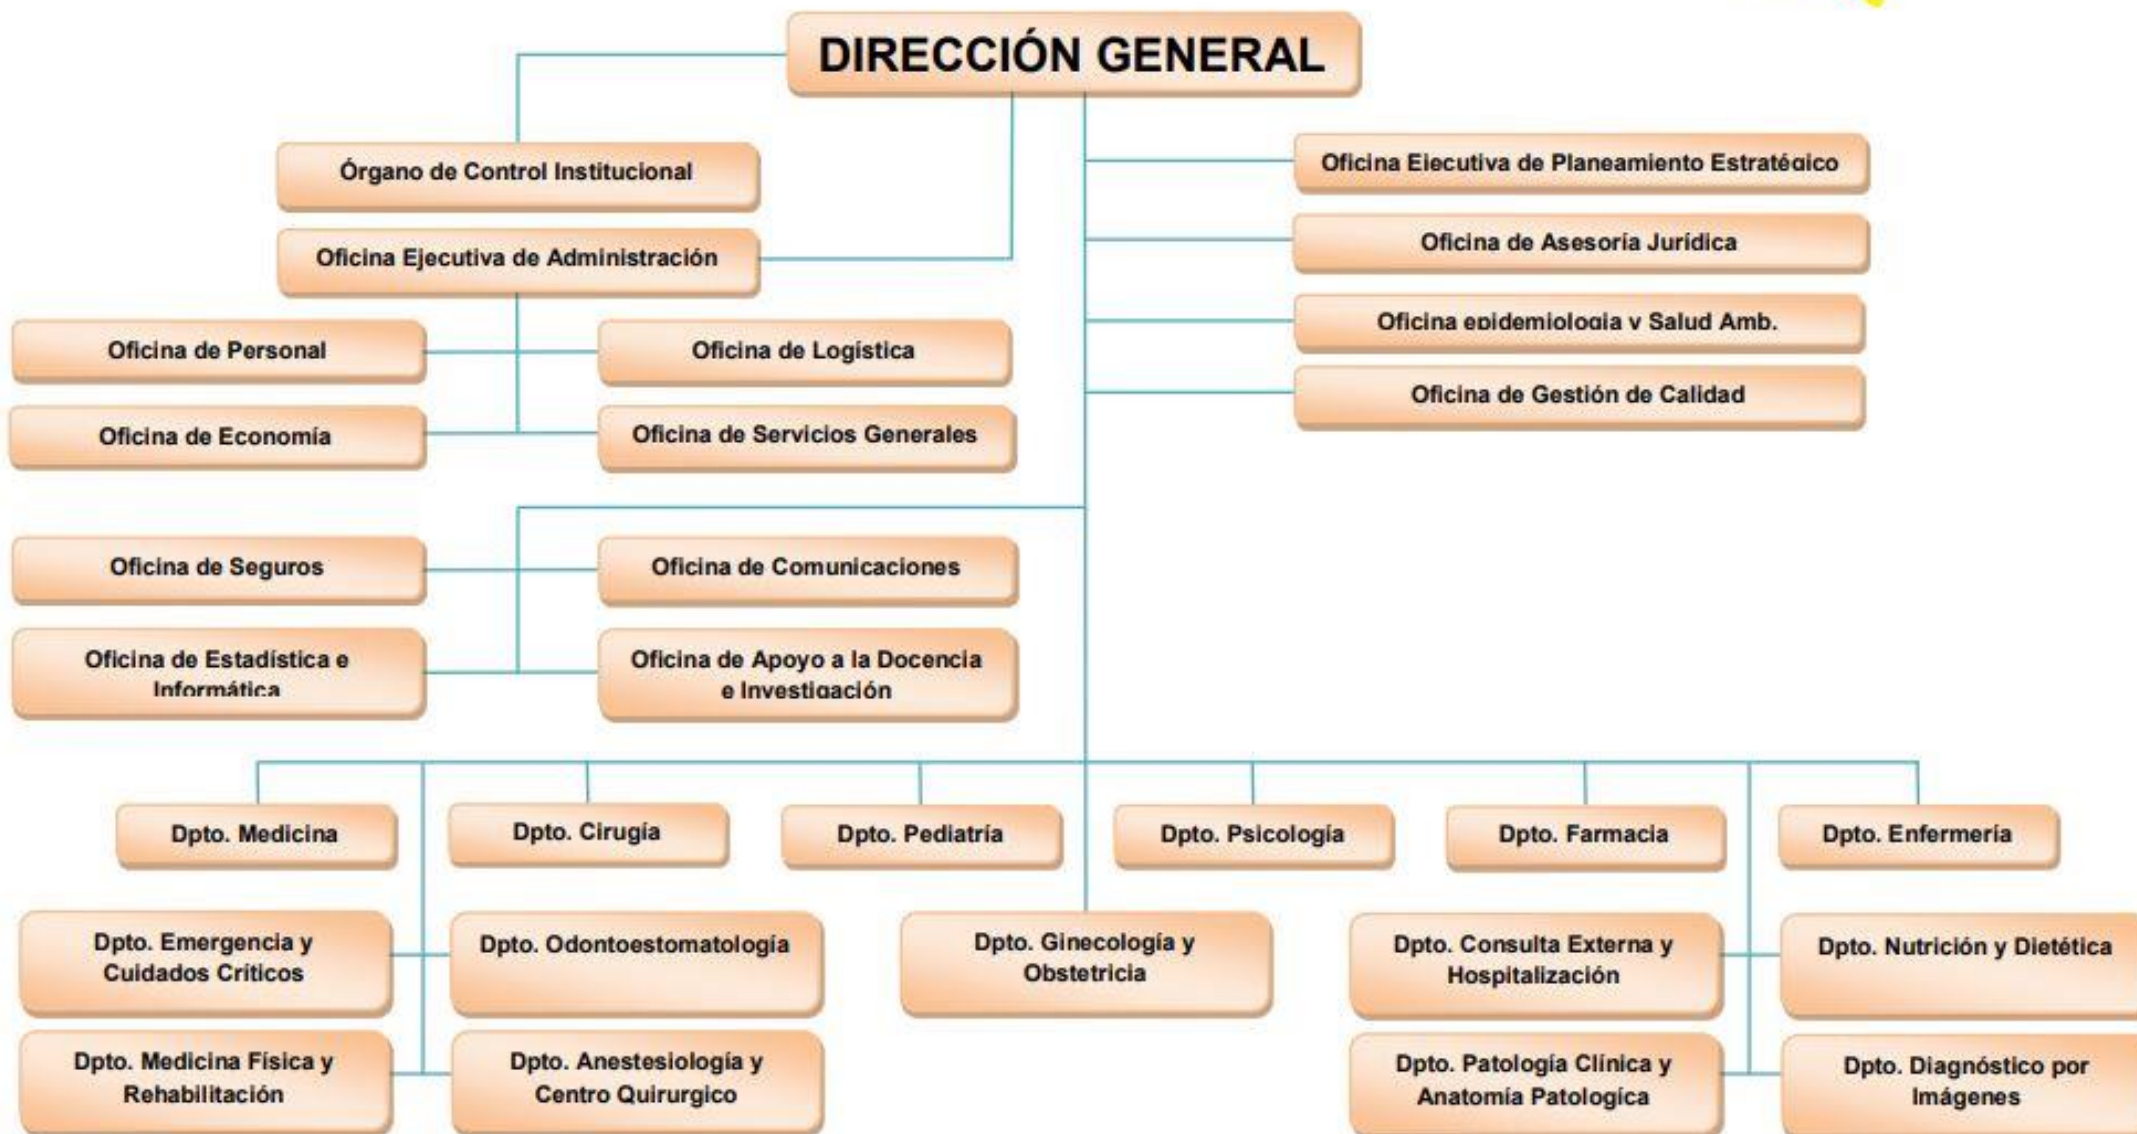 DIRECCIÓN GENERAL
Órgano de Control Institucional
Oficina Ejecutiva de Administración
Oficina Ejecutiva de Planeamiento Estratégico
Oficina de Asesoría Jurídica
Oficina epidemiologia y Salud Amb.
Oficina de Gestión de Calidad
Oficina de Personal
Oficina de Logística
Oficina de Economía
Oficina de Servicios Generales
Oficina de Seguros
Oficina de Comunicaciones
Oficina de Estadística e
Informática
Oficina de Apoyo a la Docencia
e Investigación
Dpto. Medicina
Dpto. Cirugía
Dpto. Pediatría
Dpto. Psicología
Dpto. Farmacia
Dpto. Enfermería
Dpto. Emergencia y
Cuidados Críticos
Dpto. Odontoestomatología
Dpto. Ginecología y
Obstetricia
Dpto. Consulta Externa y
Hospitalización
Dpto. Nutrición y Dietética
Dpto. Medicina Física y
Rehabilitación
Dpto. Anestesiología y
Centro Quirurgico
Dpto. Patología Clínica y
Anatomía Patologíca
Dpto. Diagnóstico por
Imágenes